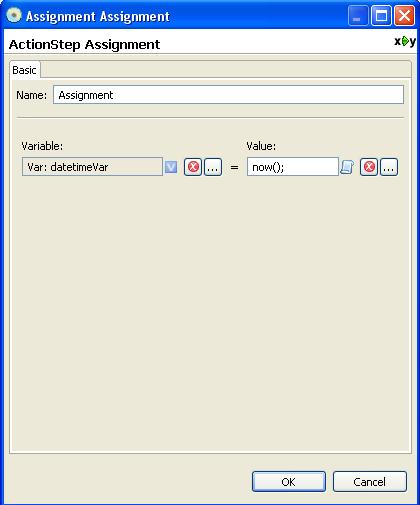 Assignment Assignment
ActionStep Assignment
x y
Basic
Name: Assignment
Variable: Value:
Var: datetimeVar V ... = now(); ...
OK Cancel